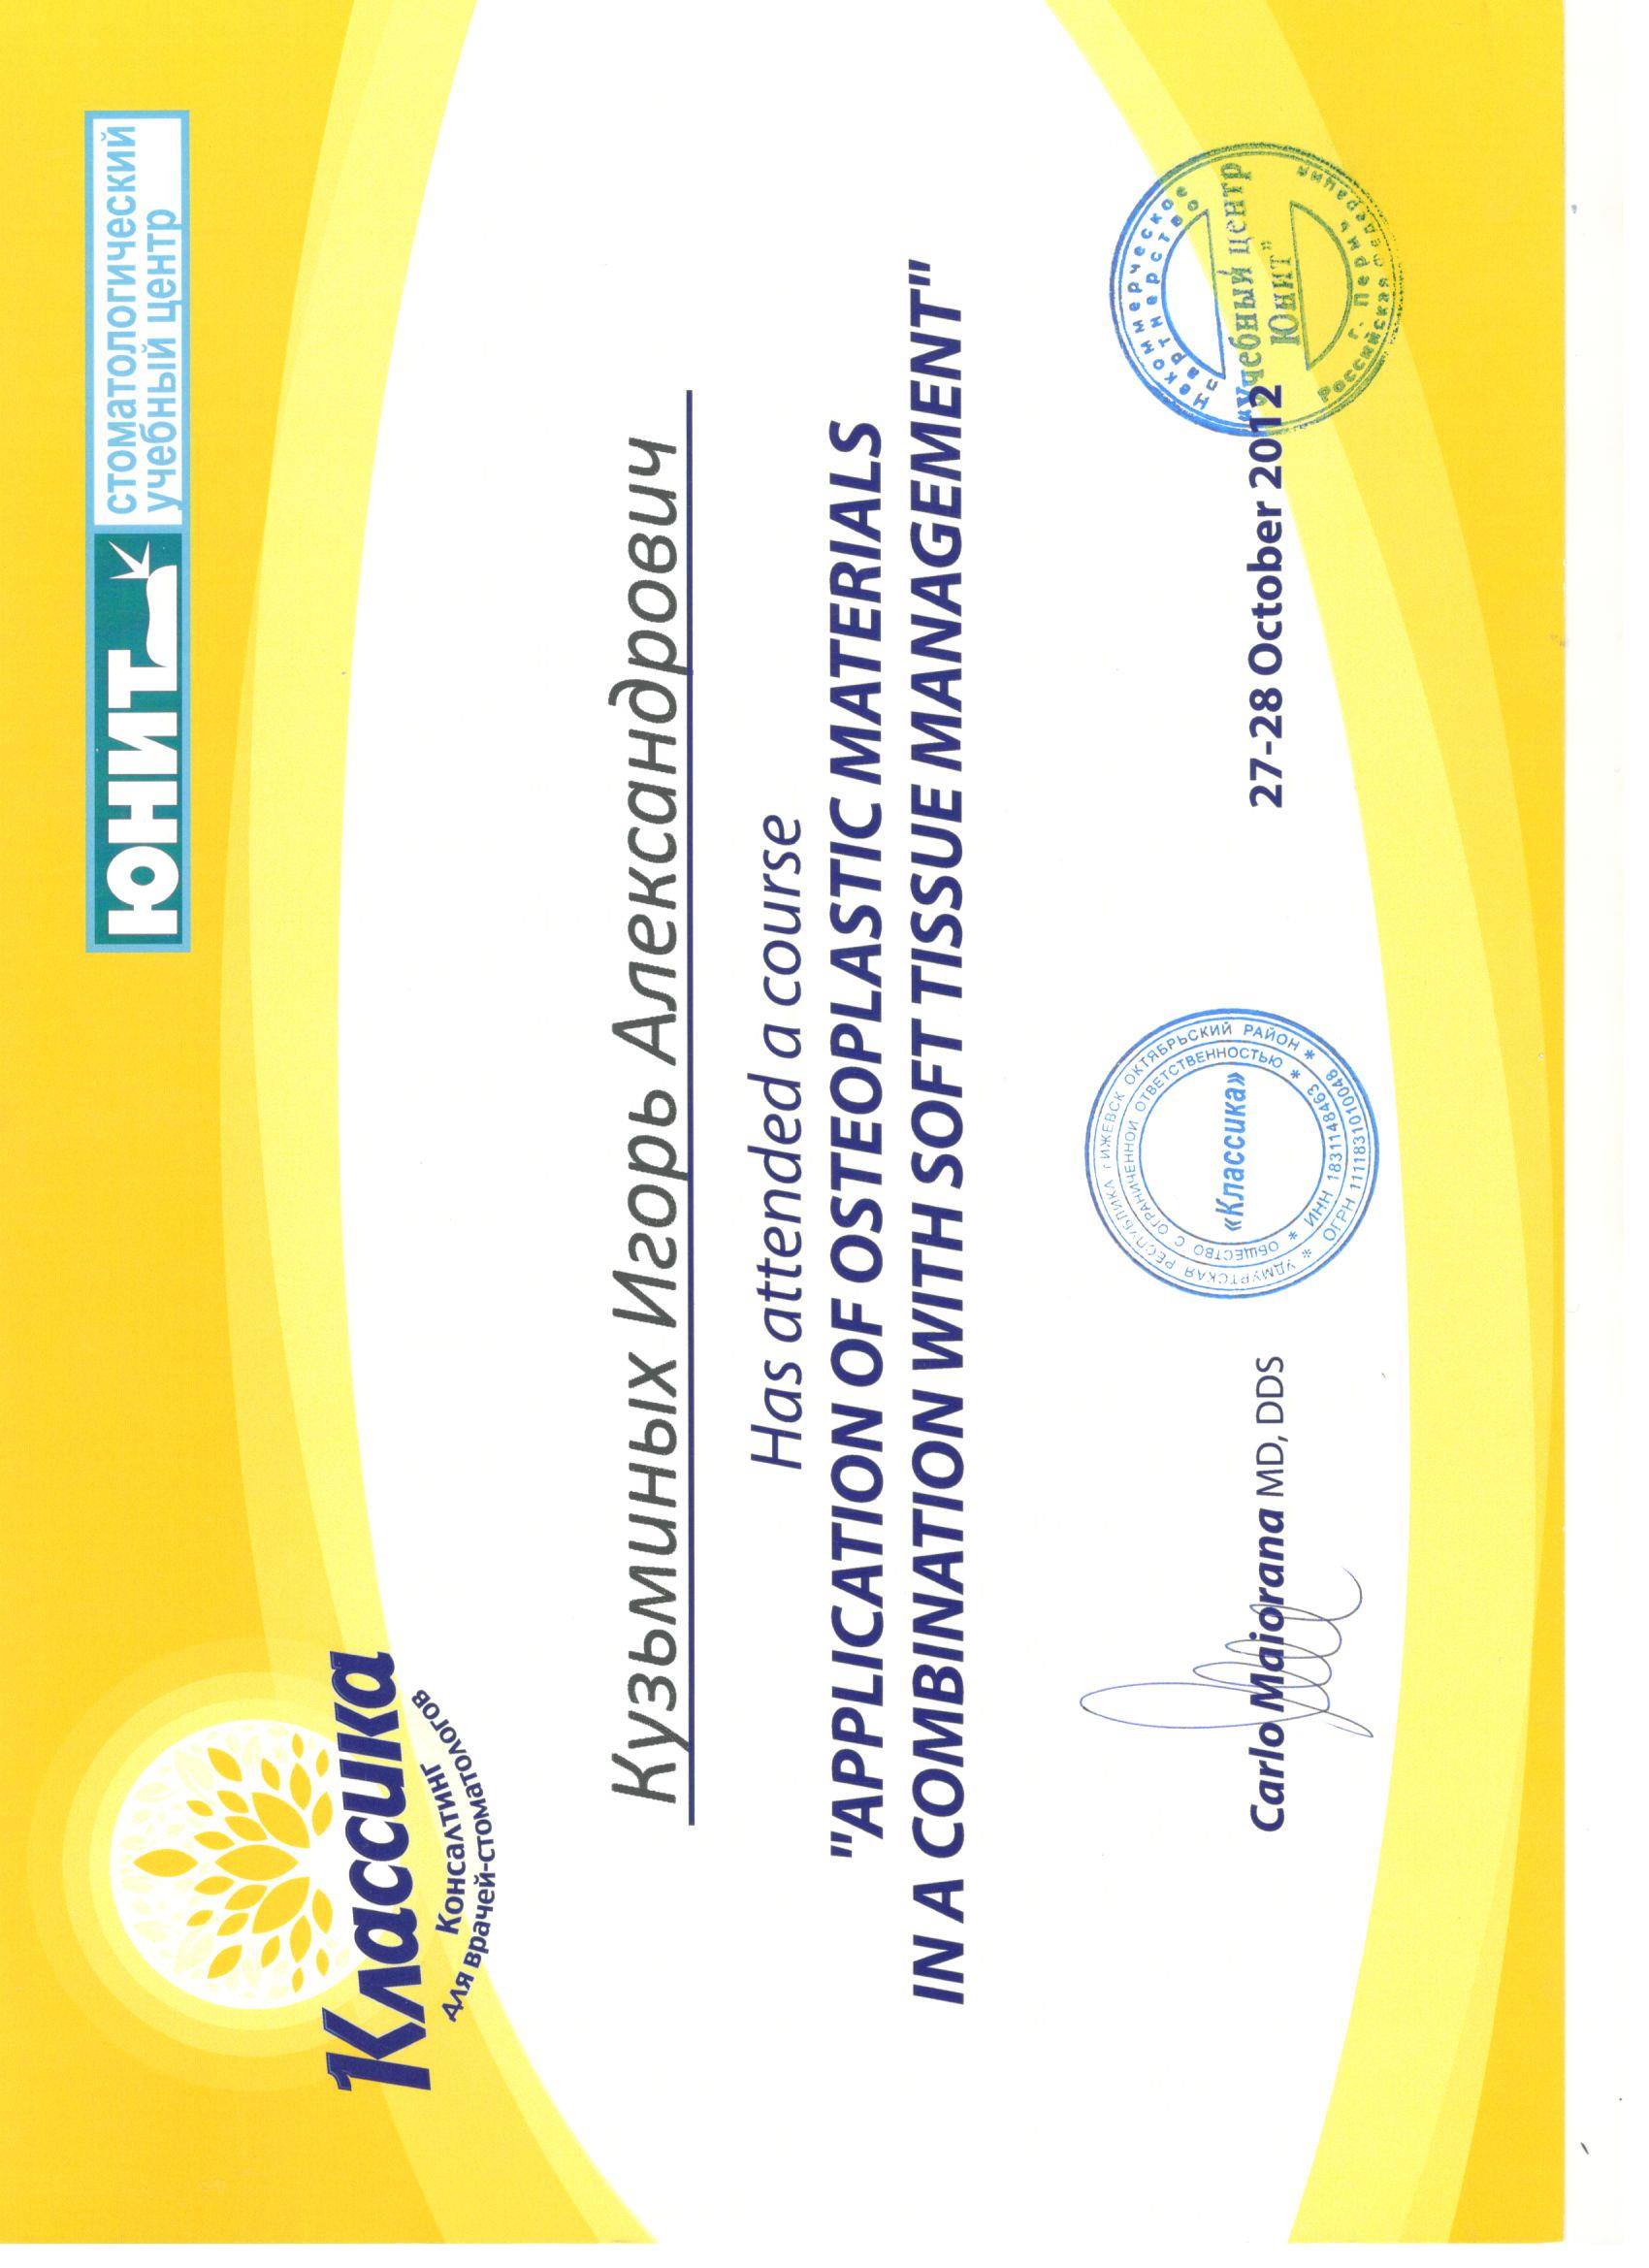 Классика
Консалтинг
для врачей-стоматологов
ЮНИТ
стоматологический
учебный центр
Кузьминых Игорь Александрович
Has attended a course
"APPLICATION OF OSTEOPLASTIC MATERIALS
IN A COMBINATION WITH SOFT TISSUE MANAGEMENT"
Carlo Maiorana MD, DDS
27-28 October 2012
УДМУРТСКАЯ РЕСПУБЛИКА Г ИЖЕВСК ОКТЯБРЬСКИЙ РАЙОН *
ОБЩЕСТВО С ОГРАНИЧЕННОЙ ОТВЕТСТВЕННОСТЬЮ *
«Классика»
* ИНН 1831148463 *
* ОГРН 1111831010048
Некоммерческое
партнерство
"Учебный центр
Юнит"
г. Пермь
Российская Федерация